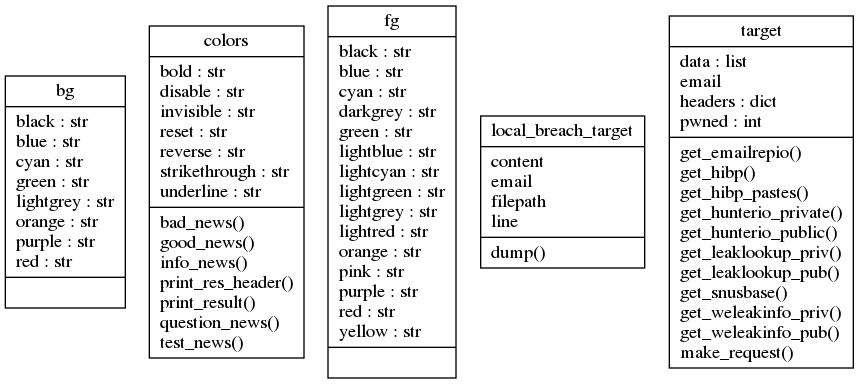 bg
black : str
blue : str
cyan : str
green : str
lightgrey : str
orange : str
purple : str
red : str
colors
bold : str
disable : str
invisible : str
reset : str
reverse : str
strikethrough : str
underline : str
bad_news()
good_news()
info_news()
print_res_header()
print_result()
question_news()
test_news()
fg
black : str
blue : str
cyan : str
darkgrey : str
green : str
lightblue : str
lightcyan : str
lightgreen : str
lightgrey : str
lightred : str
orange : str
pink : str
purple : str
red : str
yellow : str
local_breach_target
content
email
filepath
line
dump()
target
data : list
email
headers : dict
pwned : int
get_emailrepio()
get_hibp()
get_hibp_pastes()
get_hunterio_private()
get_hunterio_public()
get_leaklookup_priv()
get_leaklookup_pub()
get_snusbase()
get_weleakinfo_priv()
get_weleakinfo_pub()
make_request()